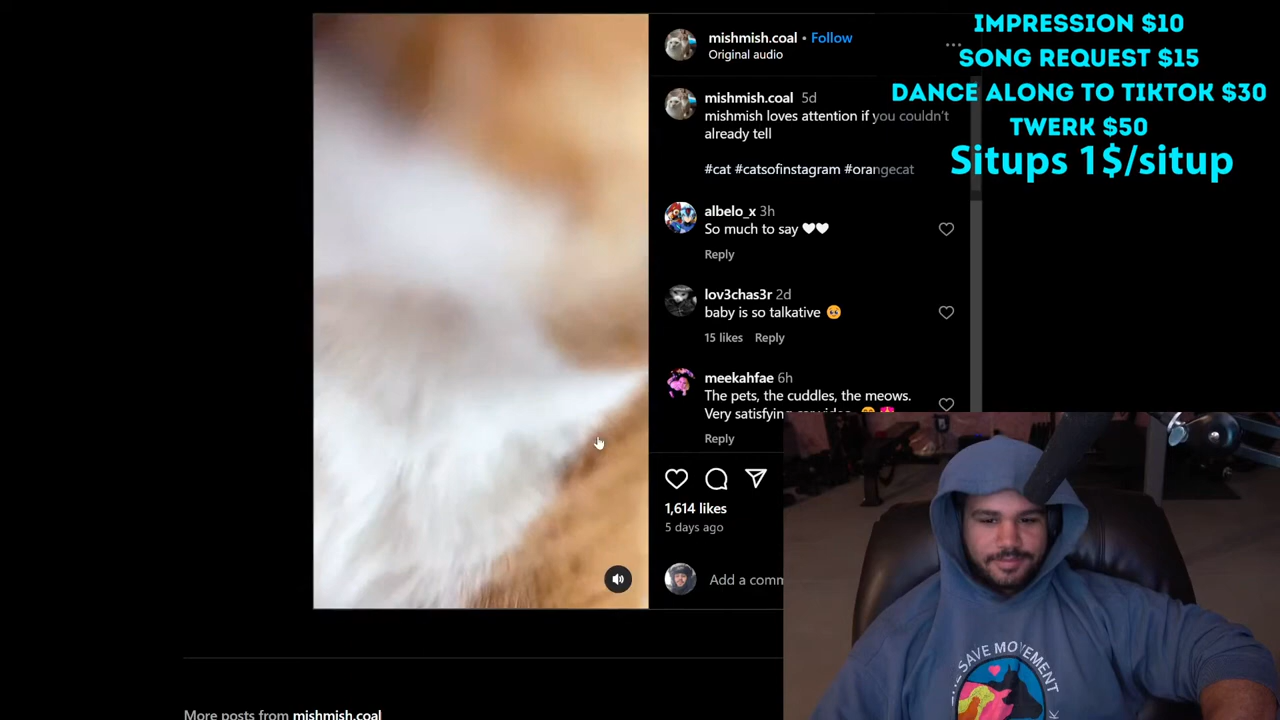 mishmish.coal • Follow
Original audio
mishmish.coal 5d
mishmish loves attention if you couldn't
already tell
#cat #catsofinstagram #orangecat
albelo_x 3h
So much to say 🤍🤍
Reply
lov3chas3r 2d
baby is so talkative 🥹
15 likes Reply
meekahfae 6h
The pets, the cuddles, the meows.
Very satisfying
Reply
1,614 likes
5 days ago
Add a comm
More posts from mishmish.coal
IMPRESSION $10
SONG REQUEST $15
DANCE ALONG TO TIKTOK $30
TWERK $50
Situps 1$/situp
SAVE MOVEMENT